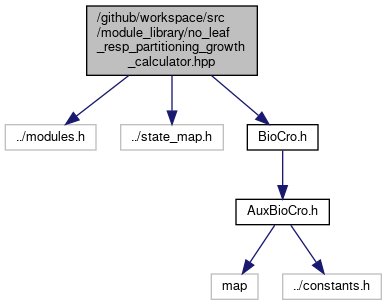 /github/workspace/src
/module_library/no_leaf
_resp_partitioning_growth
_calculator.hpp
../modules.h
../state_map.h
BioCro.h
AuxBioCro.h
map
../constants.h